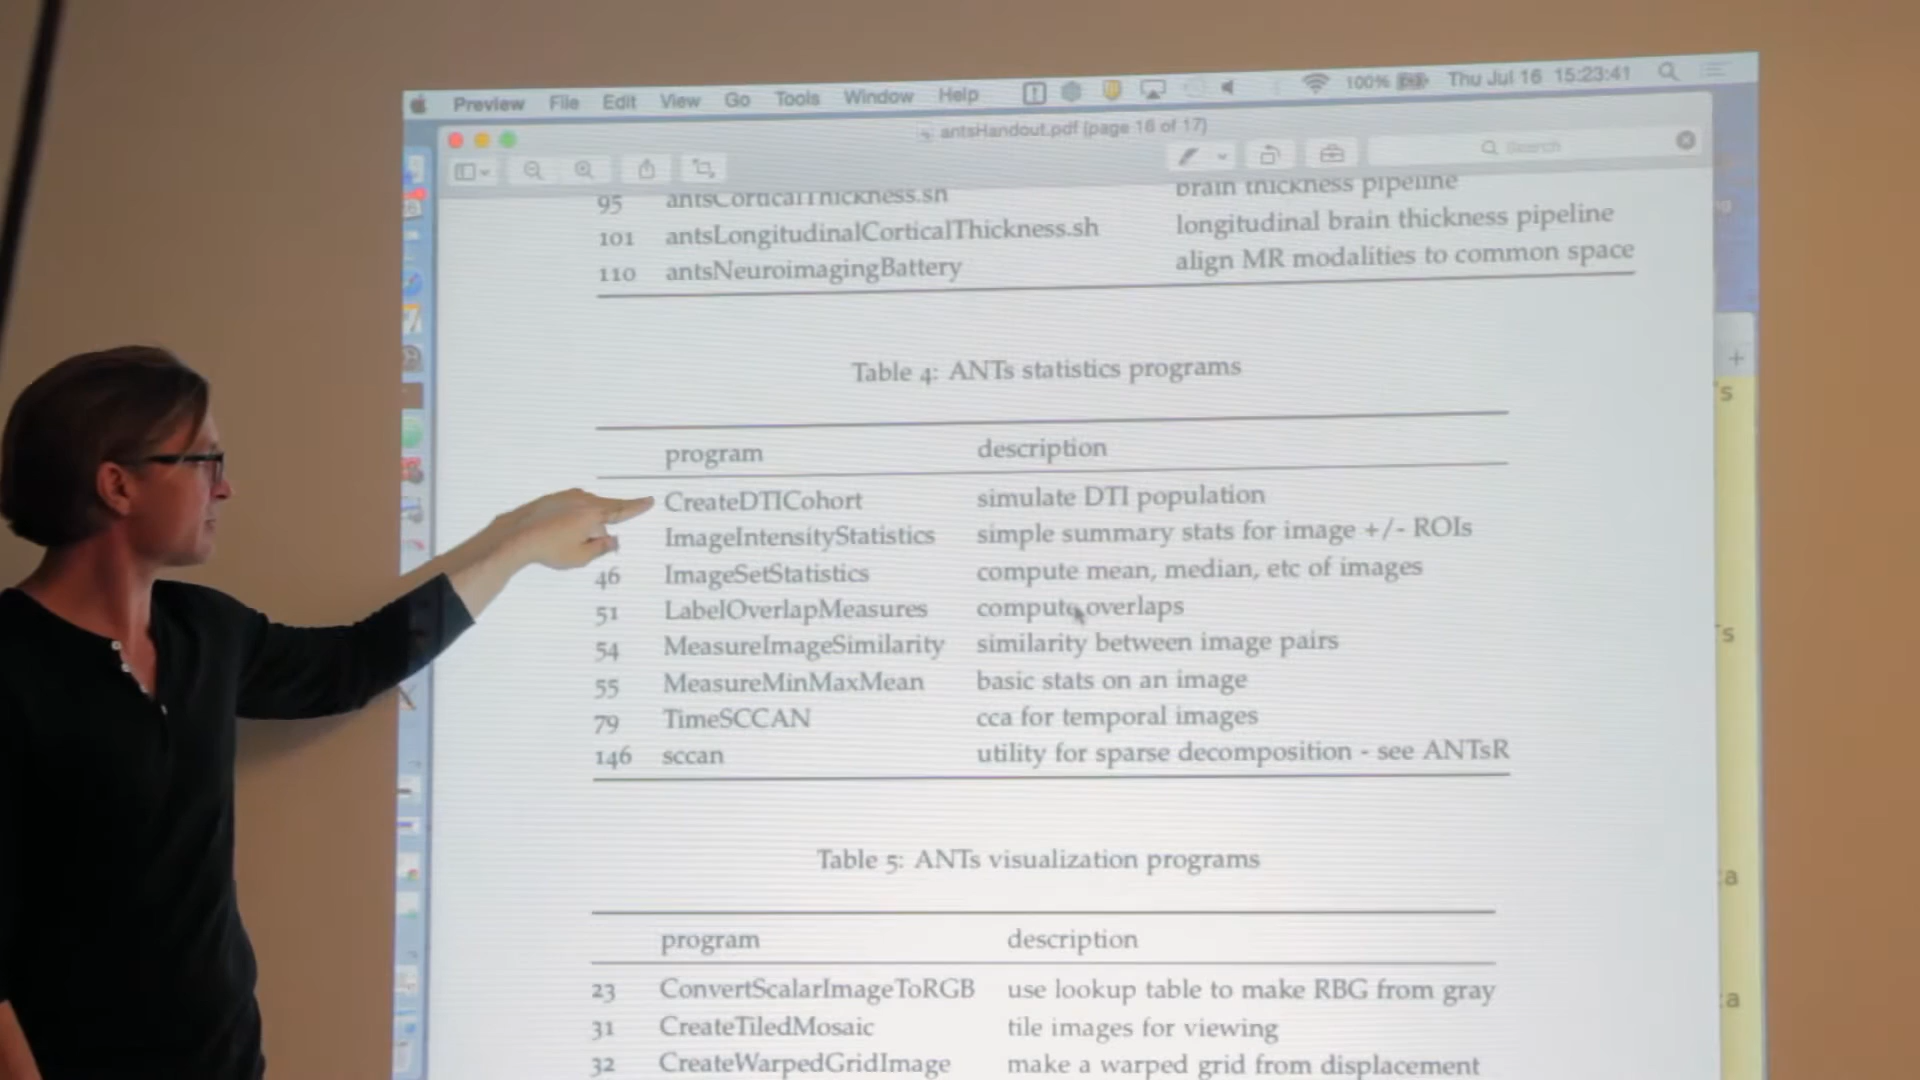 Preview File Edit View Go Tools Window Help 100% Thu Jul 16 15:23:41
antsHandout.pdf (page 16 of 17)
Search
95 antsCorticalThickness.sh brain thickness pipeline
101 antsLongitudinalCorticalThickness.sh longitudinal brain thickness pipeline
110 antsNeuroimagingBattery align MR modalities to common space
Table 4: ANTs statistics programs
program description
CreateDTICohort simulate DTI population
ImageIntensityStatistics simple summary stats for image +/- ROIs
46 ImageSetStatistics compute mean, median, etc of images
51 LabelOverlapMeasures compute overlaps
54 MeasureImageSimilarity similarity between image pairs
55 MeasureMinMaxMean basic stats on an image
79 TimeSCCAN cca for temporal images
146 sccan utility for sparse decomposition - see ANTsR
Table 5: ANTs visualization programs
program description
23 ConvertScalarImageToRGB use lookup table to make RBG from gray
31 CreateTiledMosaic tile images for viewing
32 CreateWarpedGridImage make a warped grid from displacement